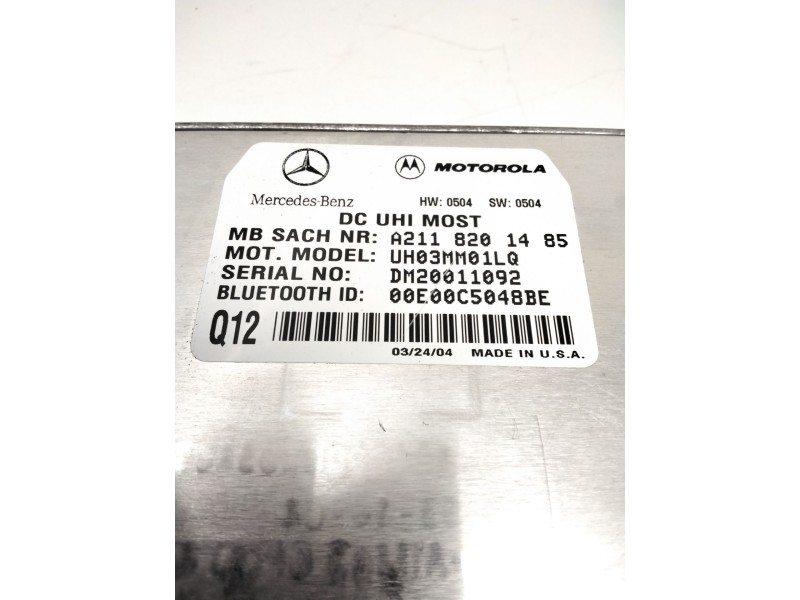 Mercedes-Benz
MOTOROLA
HW: 0504 SW: 0504
DC UHI MOST
MB SACH NR: A211 820 14 85
MOT. MODEL: UH03MM01LQ
SERIAL NO: DM20011092
BLUETOOTH ID: 00E00C5048BE
Q12
03/24/04 MADE IN U.S.A.